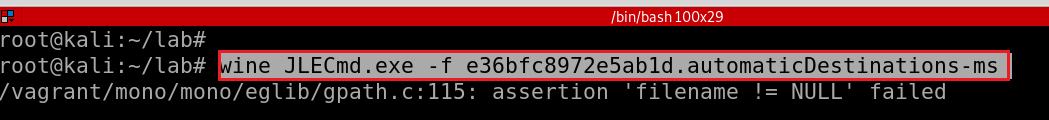 /bin/bash 100x29
root@kali:~/lab#
root@kali:~/lab# wine JLECmd.exe -f e36bfc8972e5ab1d.automaticDestinations-ms
/vagrant/mono/mono/eglib/gpath.c:115: assertion 'filename != NULL' failed